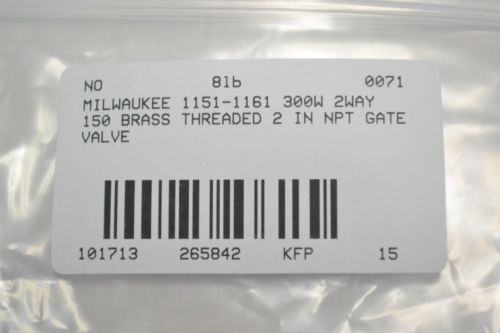 NO 8lb 0071
MILWAUKEE 1151-1161 300W 2WAY
150 BRASS THREADED 2 IN NPT GATE
VALVE
101713 265842 KFP 15